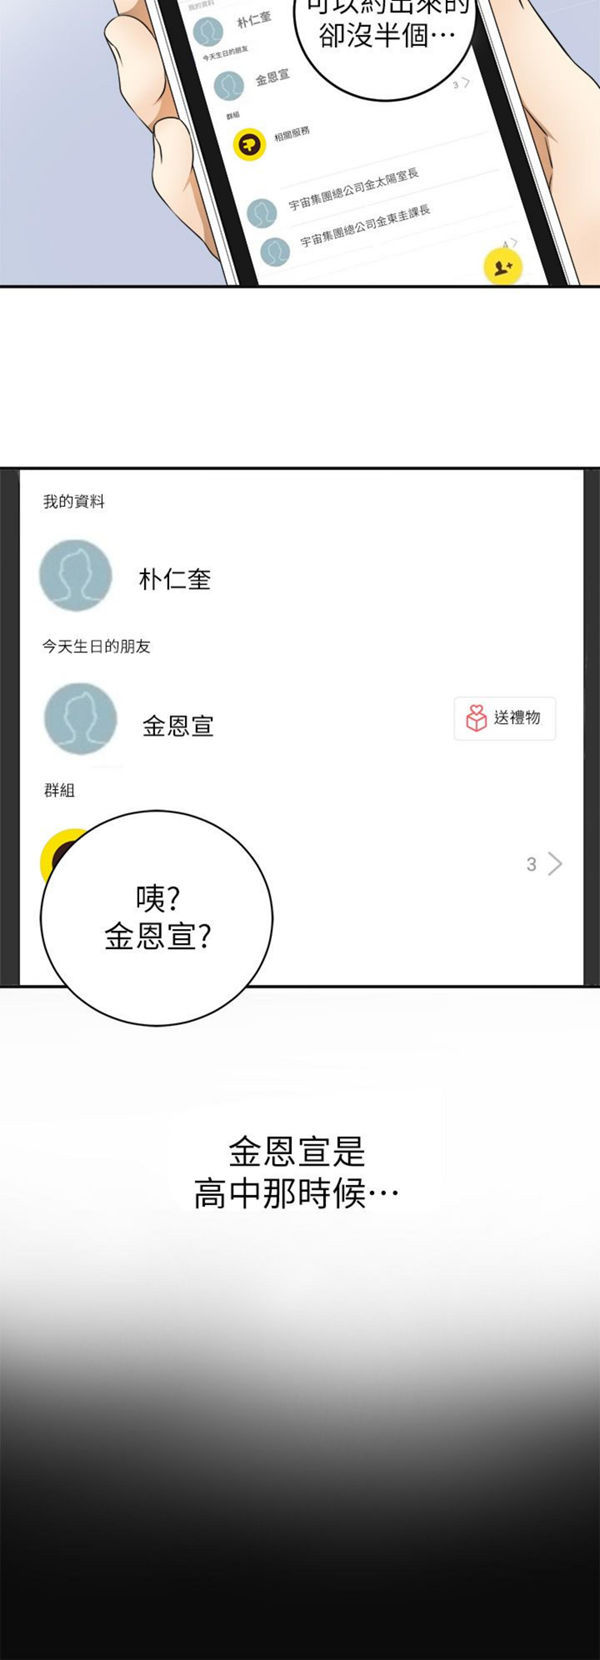 可以約出來的
卻沒半個…
我的資料
朴仁奎
今天生日的朋友
金恩宣
群組
3
相關服務
宇宙集團總公司金太陽室長
宇宙集團總公司金東圭課長
4
我的資料
朴仁奎
今天生日的朋友
金恩宣
送禮物
群組
3
咦?
金恩宣?
金恩宣是
高中那時候…